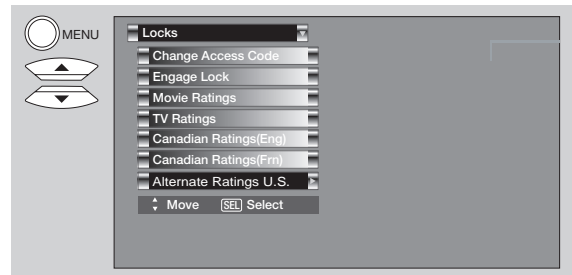 MENU
Locks
Change Access Code
Engage Lock
Movie Ratings
TV Ratings
Canadian Ratings(Eng)
Canadian Ratings(Frn)
Alternate Ratings U.S.
Move SEL Select